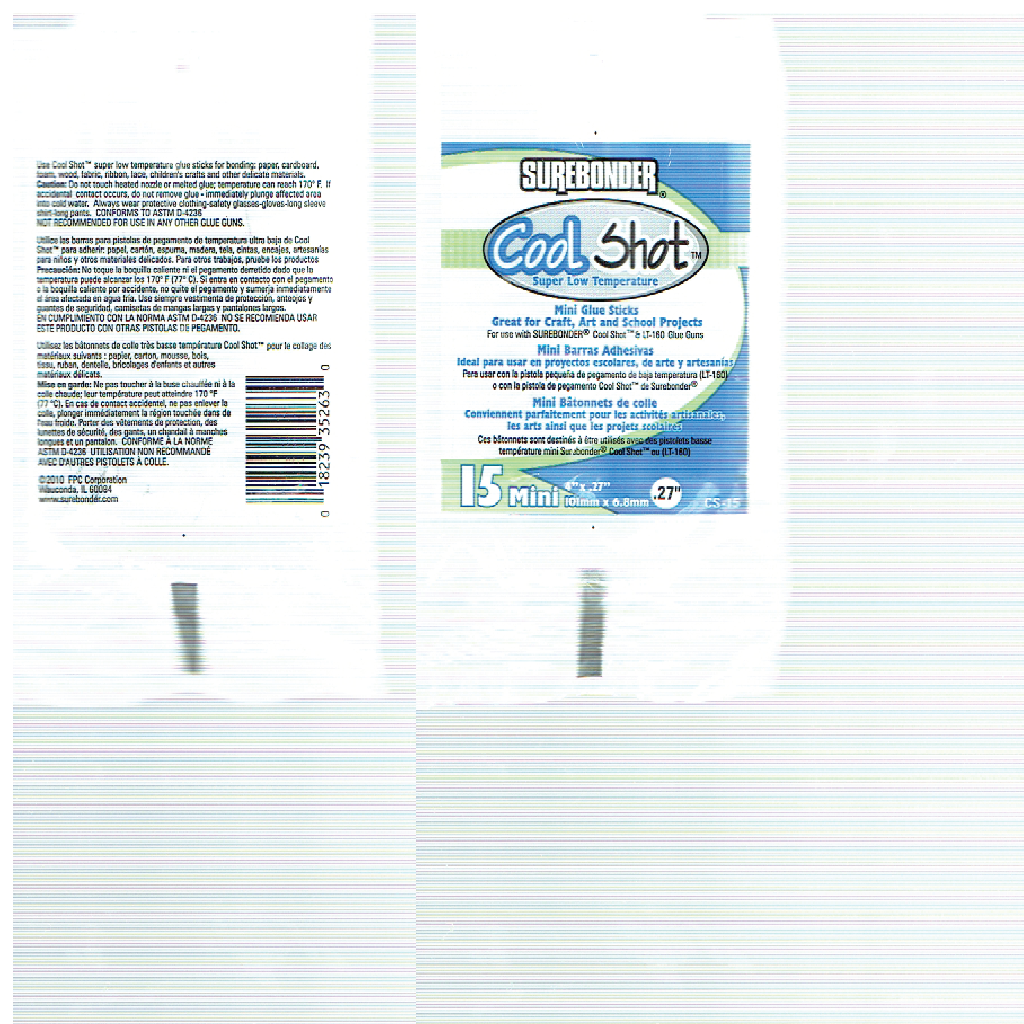 Use Cool Shot™ super low temperature glue sticks for bonding: paper, cardboard,
foam, wood, fabric, ribbon, lace, children's crafts and other delicate materials.
Caution: Do not touch heated nozzle or melted glue; temperature can reach 170° F. If
accidental contact occurs, do not remove glue - immediately plunge affected area
into cold water. Always wear protective clothing-safety glasses-gloves-long sleeve
shirt-long pants. CONFORMS TO ASTM D-4236
NOT RECOMMENDED FOR USE IN ANY OTHER GLUE GUNS.
Utilice las barras para pistolas de pegamento de temperatura ultra baja de Cool
Shot™ para adherir: papel, cartón, espuma, madera, tela, cintas, encajes, artesanías
para niños y otros materiales delicados. Para otros trabajos, pruebe los productos
Precaución: No toque la boquilla caliente ni el pegamento derretido dado que la
temperatura puede alcanzar los 170° F (77° C). Si entra en contacto con el pegamento
o la boquilla caliente por accidente, no quite el pegamento y sumerja inmediatamente
el área afectada en agua fría. Use siempre vestimenta de protección, anteojos y
guantes de seguridad, camisetas de mangas largas y pantalones largos.
EN CUMPLIMIENTO CON LA NORMA ASTM D-4236 NO SE RECOMIENDA USAR
ESTE PRODUCTO CON OTRAS PISTOLAS DE PEGAMENTO.
Utilisez les bâtonnets de colle très basse température Cool Shot™ pour le collage des
matériaux suivants : papier, carton, mousse, bois,
tissu, ruban, dentelle, bricolages d'enfants et autres
matériaux délicats.
Mise en garde: Ne pas toucher à la buse chauffée ni à la
colle chaude; leur température peut atteindre 170 °F
(77 °C). En cas de contact accidentel, ne pas enlever la
colle, plonger immédiatement la région touchée dans de
l'eau froide. Porter des vêtements de protection, des
lunettes de sécurité, des gants, un chandail à manches
longues et un pantalon. CONFORME À LA NORME
ASTM D-4236 UTILISATION NON RECOMMANDÉ
AVEC D'AUTRES PISTOLETS À COLLE.
©2010 FPC Corporation
Wauconda, IL 60084
www.surebonder.com
0 18239 35263 0
SUREBONDER®
Cool Shot™
Super Low Temperature
Mini Glue Sticks
Great for Craft, Art and School Projects
For use with SUREBONDER® Cool Shot™ & LT-160 Glue Guns
Mini Barras Adhesivas
Ideal para usar en proyectos escolares, de arte y artesanías
Para usar con la pistola pequeña de pegamento de baja temperatura (LT-160)
o con la pistola de pegamento Cool Shot™ de Surebonder®
Mini Bâtonnets de colle
Conviennent parfaitement pour les activités artisanales,
les arts ainsi que les projets scolaires
Ces bâtonnets sont destinés à être utilisés avec des pistolets basse
température mini Surebonder® Cool Shot™ ou (LT-160)
15 Mini
4" x .27"
101mm x 6.8mm
.27"
CS-15